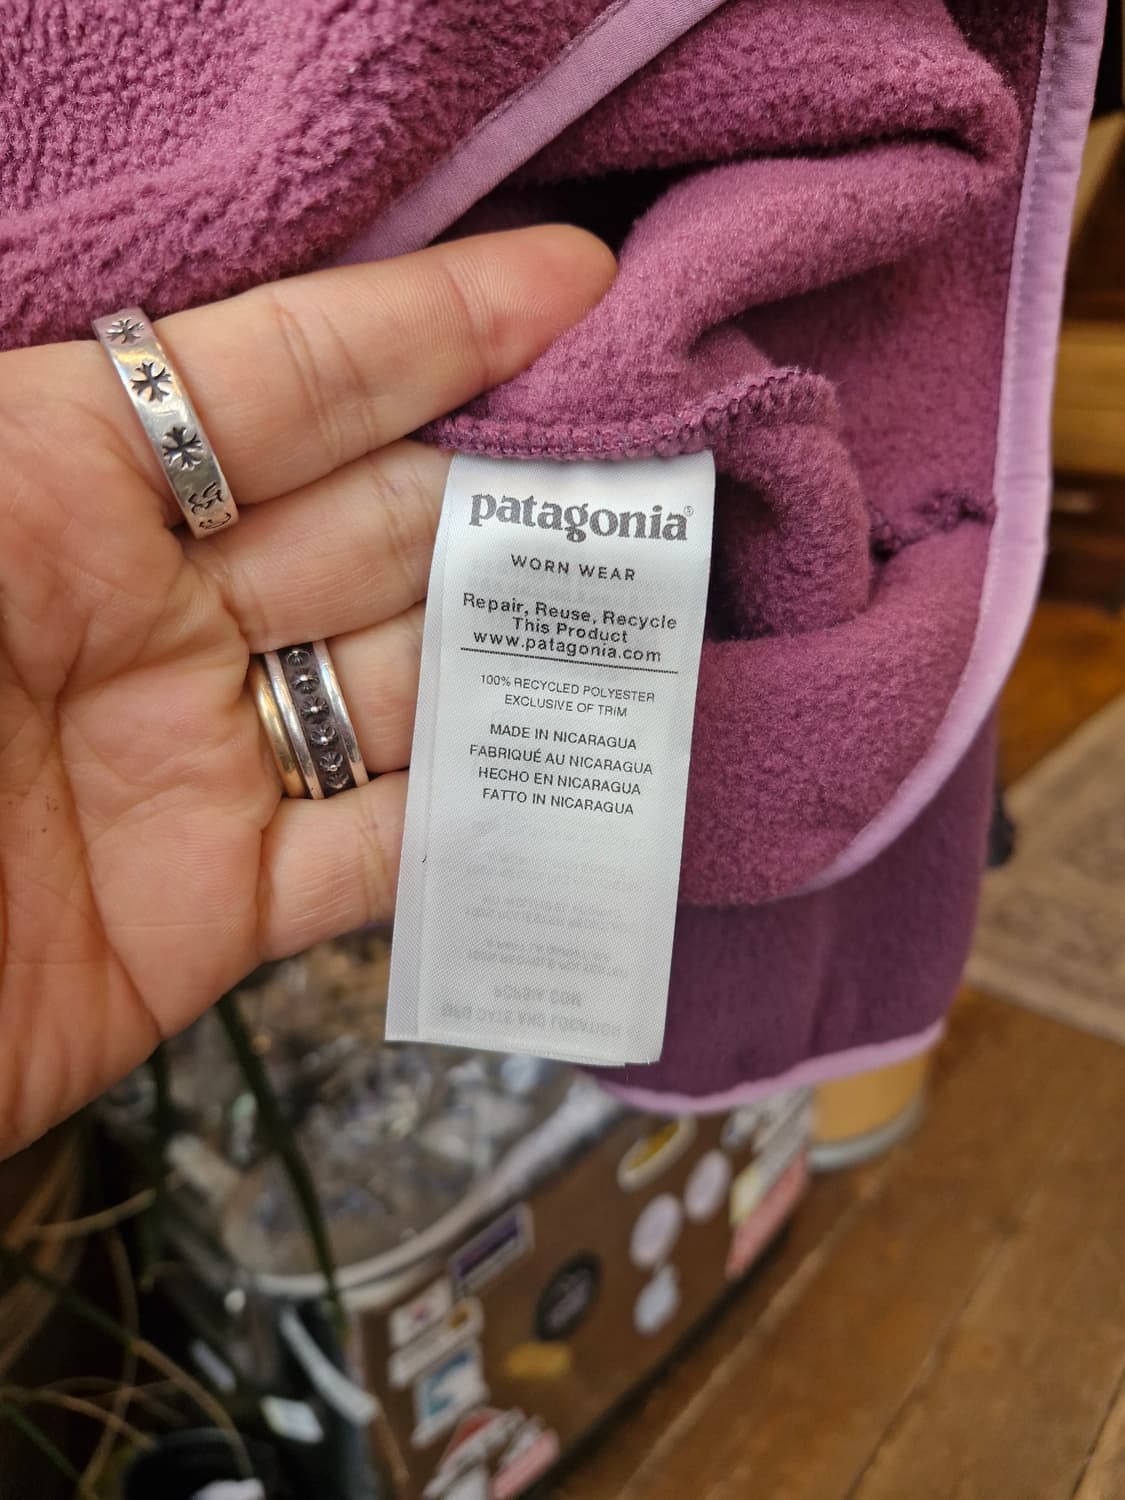 patagonia®
WORN WEAR
Repair, Reuse, Recycle
This Product
www.patagonia.com
100% RECYCLED POLYESTER
EXCLUSIVE OF TRIM
MADE IN NICARAGUA
FABRIQUÉ AU NICARAGUA
HECHO EN NICARAGUA
FATTO IN NICARAGUA